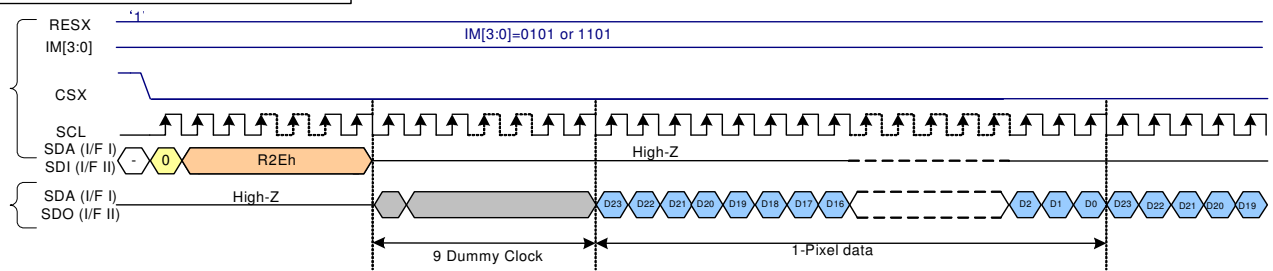 '1'
RESX
IM[3:0]=0101 or 1101
IM[3:0]
CSX
SCL
SDA (I/F I)
SDI (I/F II)
- 0 R2Eh High-Z
SDA (I/F I)
SDO (I/F II)
High-Z D23 D22 D21 D20 D19 D18 D17 D16 D2 D1 D0 D23 D22 D21 D20 D19
9 Dummy Clock 1-Pixel data